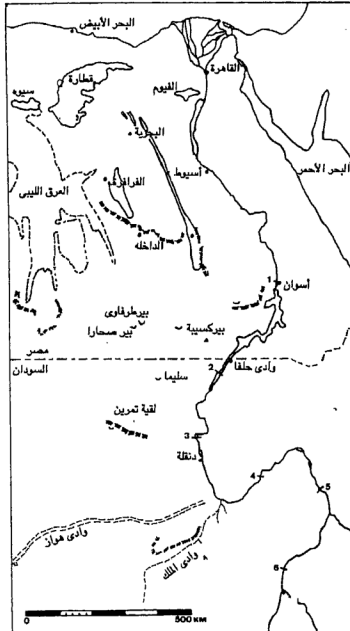 البحر الأبيض
القاهرة
قطارة
سيوه
الفيوم
البحرية
أسيوط
البحر الأحمر
الفرافرة
العرق الليبى
الداخله
1
أسوان
بيرطرفاوى
بير صحارا
بيركسيبة
مصر
السودان
وادى حلفا
2
سليما
لقية تمرين
3
دنقلة
4
5
وادى هوار
وادى الملك
6
0
500 KM